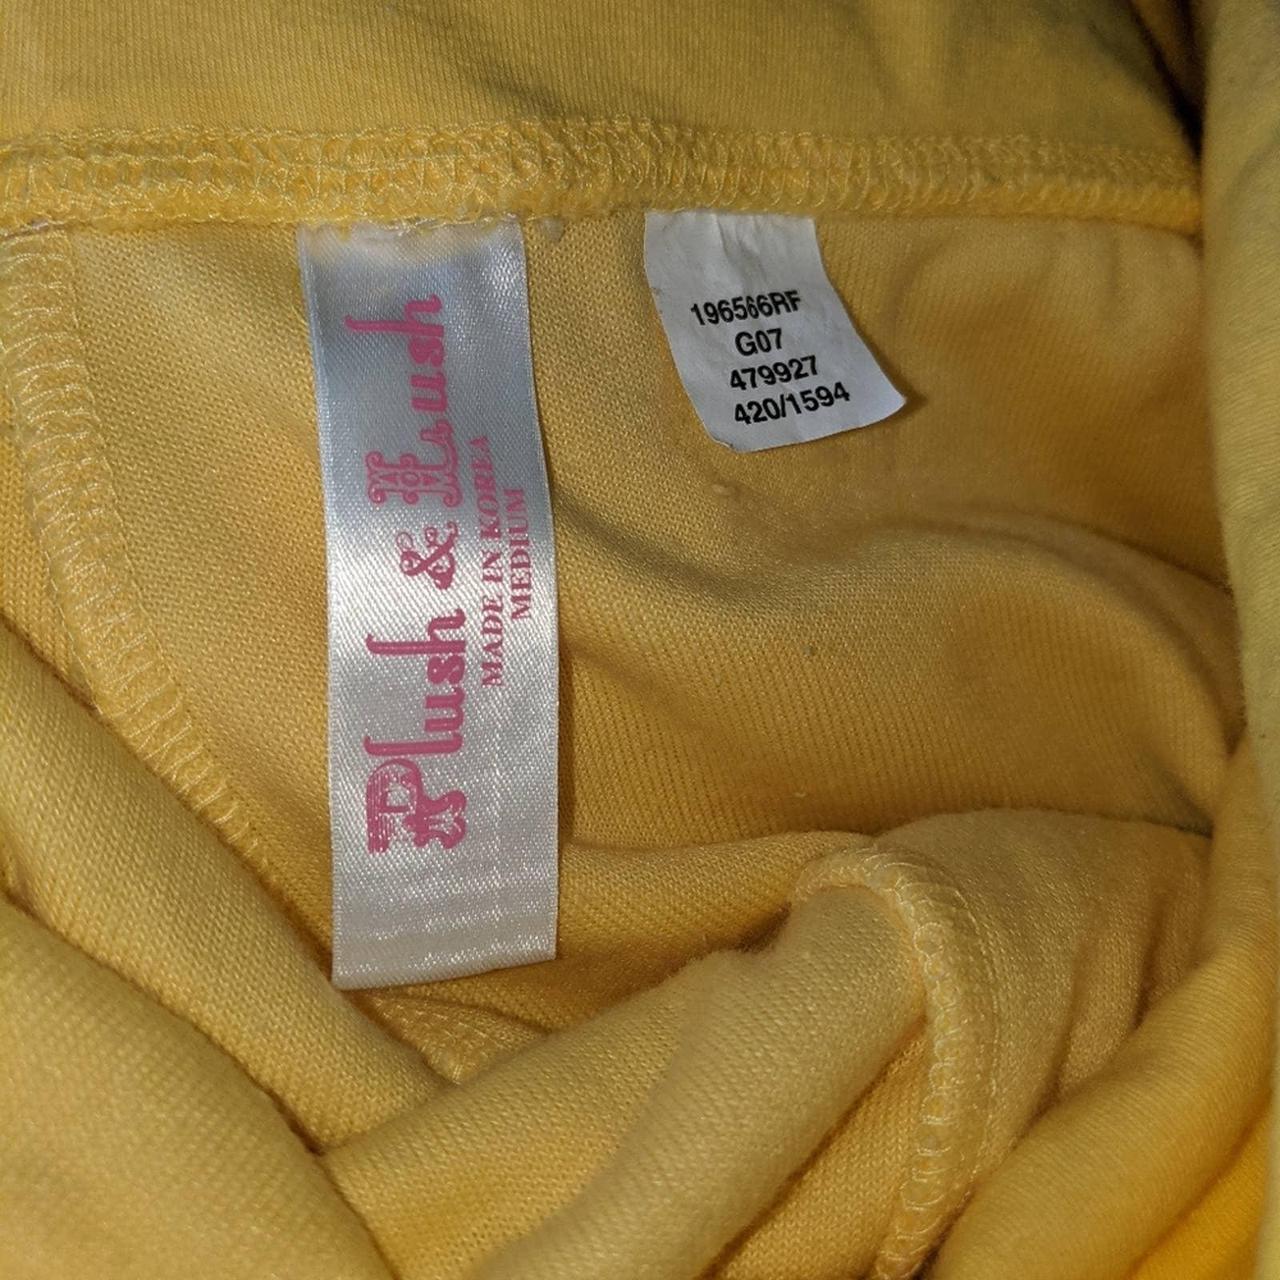 Plush & Lush
MADE IN KOREA
MEDIUM
196566RF
G07
479927
420/1594